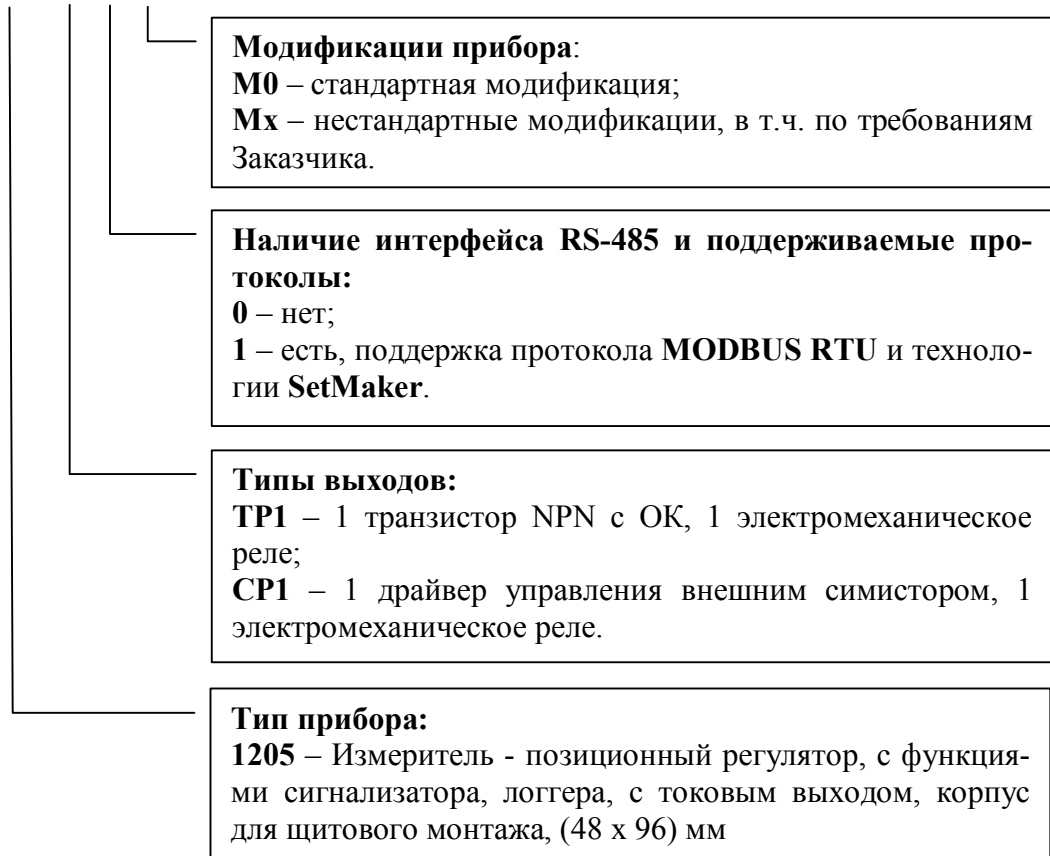 Модификации прибора:
М0 – стандартная модификация;
Мх – нестандартные модификации, в т.ч. по требованиям
Заказчика.
Наличие интерфейса RS-485 и поддерживаемые про-
токолы:
0 – нет;
1 – есть, поддержка протокола MODBUS RTU и техноло-
гии SetMaker.
Типы выходов:
ТР1 – 1 транзистор NPN с ОК, 1 электромеханическое
реле;
СР1 – 1 драйвер управления внешним симистором, 1
электромеханическое реле.
Тип прибора:
1205 – Измеритель - позиционный регулятор, с функция-
ми сигнализатора, логгера, с токовым выходом, корпус
для щитового монтажа, (48 х 96) мм